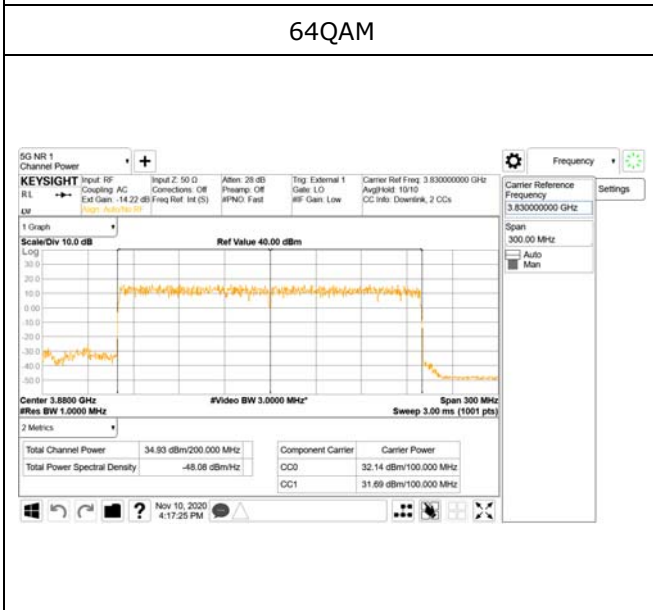 64QAM
5G NR 1
Channel Power
KEYSIGHT
RL
Input: RF
Coupling: AC
Ext Gain: -14.22 dB
Align: Auto/No RF
Input Z: 50 Ω
Corrections: Off
Freq Ref: Int (S)
Atten: 28 dB
Preamp: Off
#PNO: Fast
Trig: External 1
Gate: LO
#IF Gain: Low
Carrier Ref Freq: 3.830000000 GHz
Avg|Hold: 10/10
CC Info: Downlink, 2 CCs
Frequency
Carrier Reference
Frequency
3.830000000 GHz
Settings
Span
300.00 MHz
Auto
Man
1 Graph
Scale/Div 10.0 dB
Ref Value 40.00 dBm
Log
30.0
20.0
10.0
0.00
-10.0
-20.0
-30.0
-40.0
-50.0
Center 3.8800 GHz
#Video BW 3.0000 MHz*
Span 300 MHz
#Res BW 1.0000 MHz
Sweep 3.00 ms (1001 pts)
2 Metrics
Total Channel Power 34.93 dBm/200.000 MHz
Total Power Spectral Density -48.08 dBm/Hz
Component Carrier Carrier Power
CC0 32.14 dBm/100.000 MHz
CC1 31.69 dBm/100.000 MHz
Nov 10, 2020
4:17:25 PM